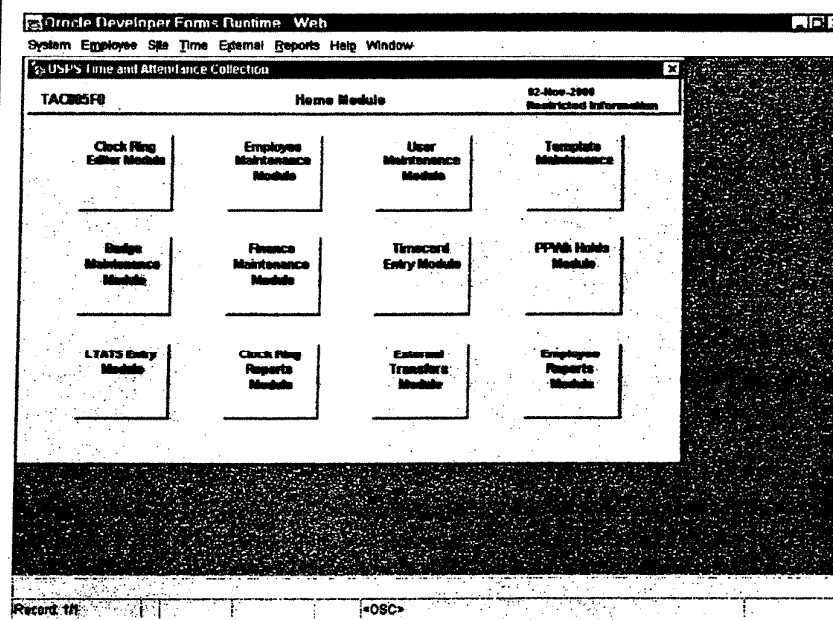 Oracle Developer Forms Runtime Web
System Employee Site Time External Reports Help Window
USPS Time and Attendance Collection
TAC005F0 Home Module 02-Nov-2000
Restricted Information
Clock Ring
Editor Module
Employee
Maintenance
Module
User
Maintenance
Module
Template
Maintenance
Badge
Maintenance
Module
Finance
Maintenance
Module
Timecard
Entry Module
PPWk Holds
Module
LTATS Entry
Module
Clock Ring
Reports
Module
External
Transfers
Module
Employee
Reports
Module
Record: 1/1 <OSC>